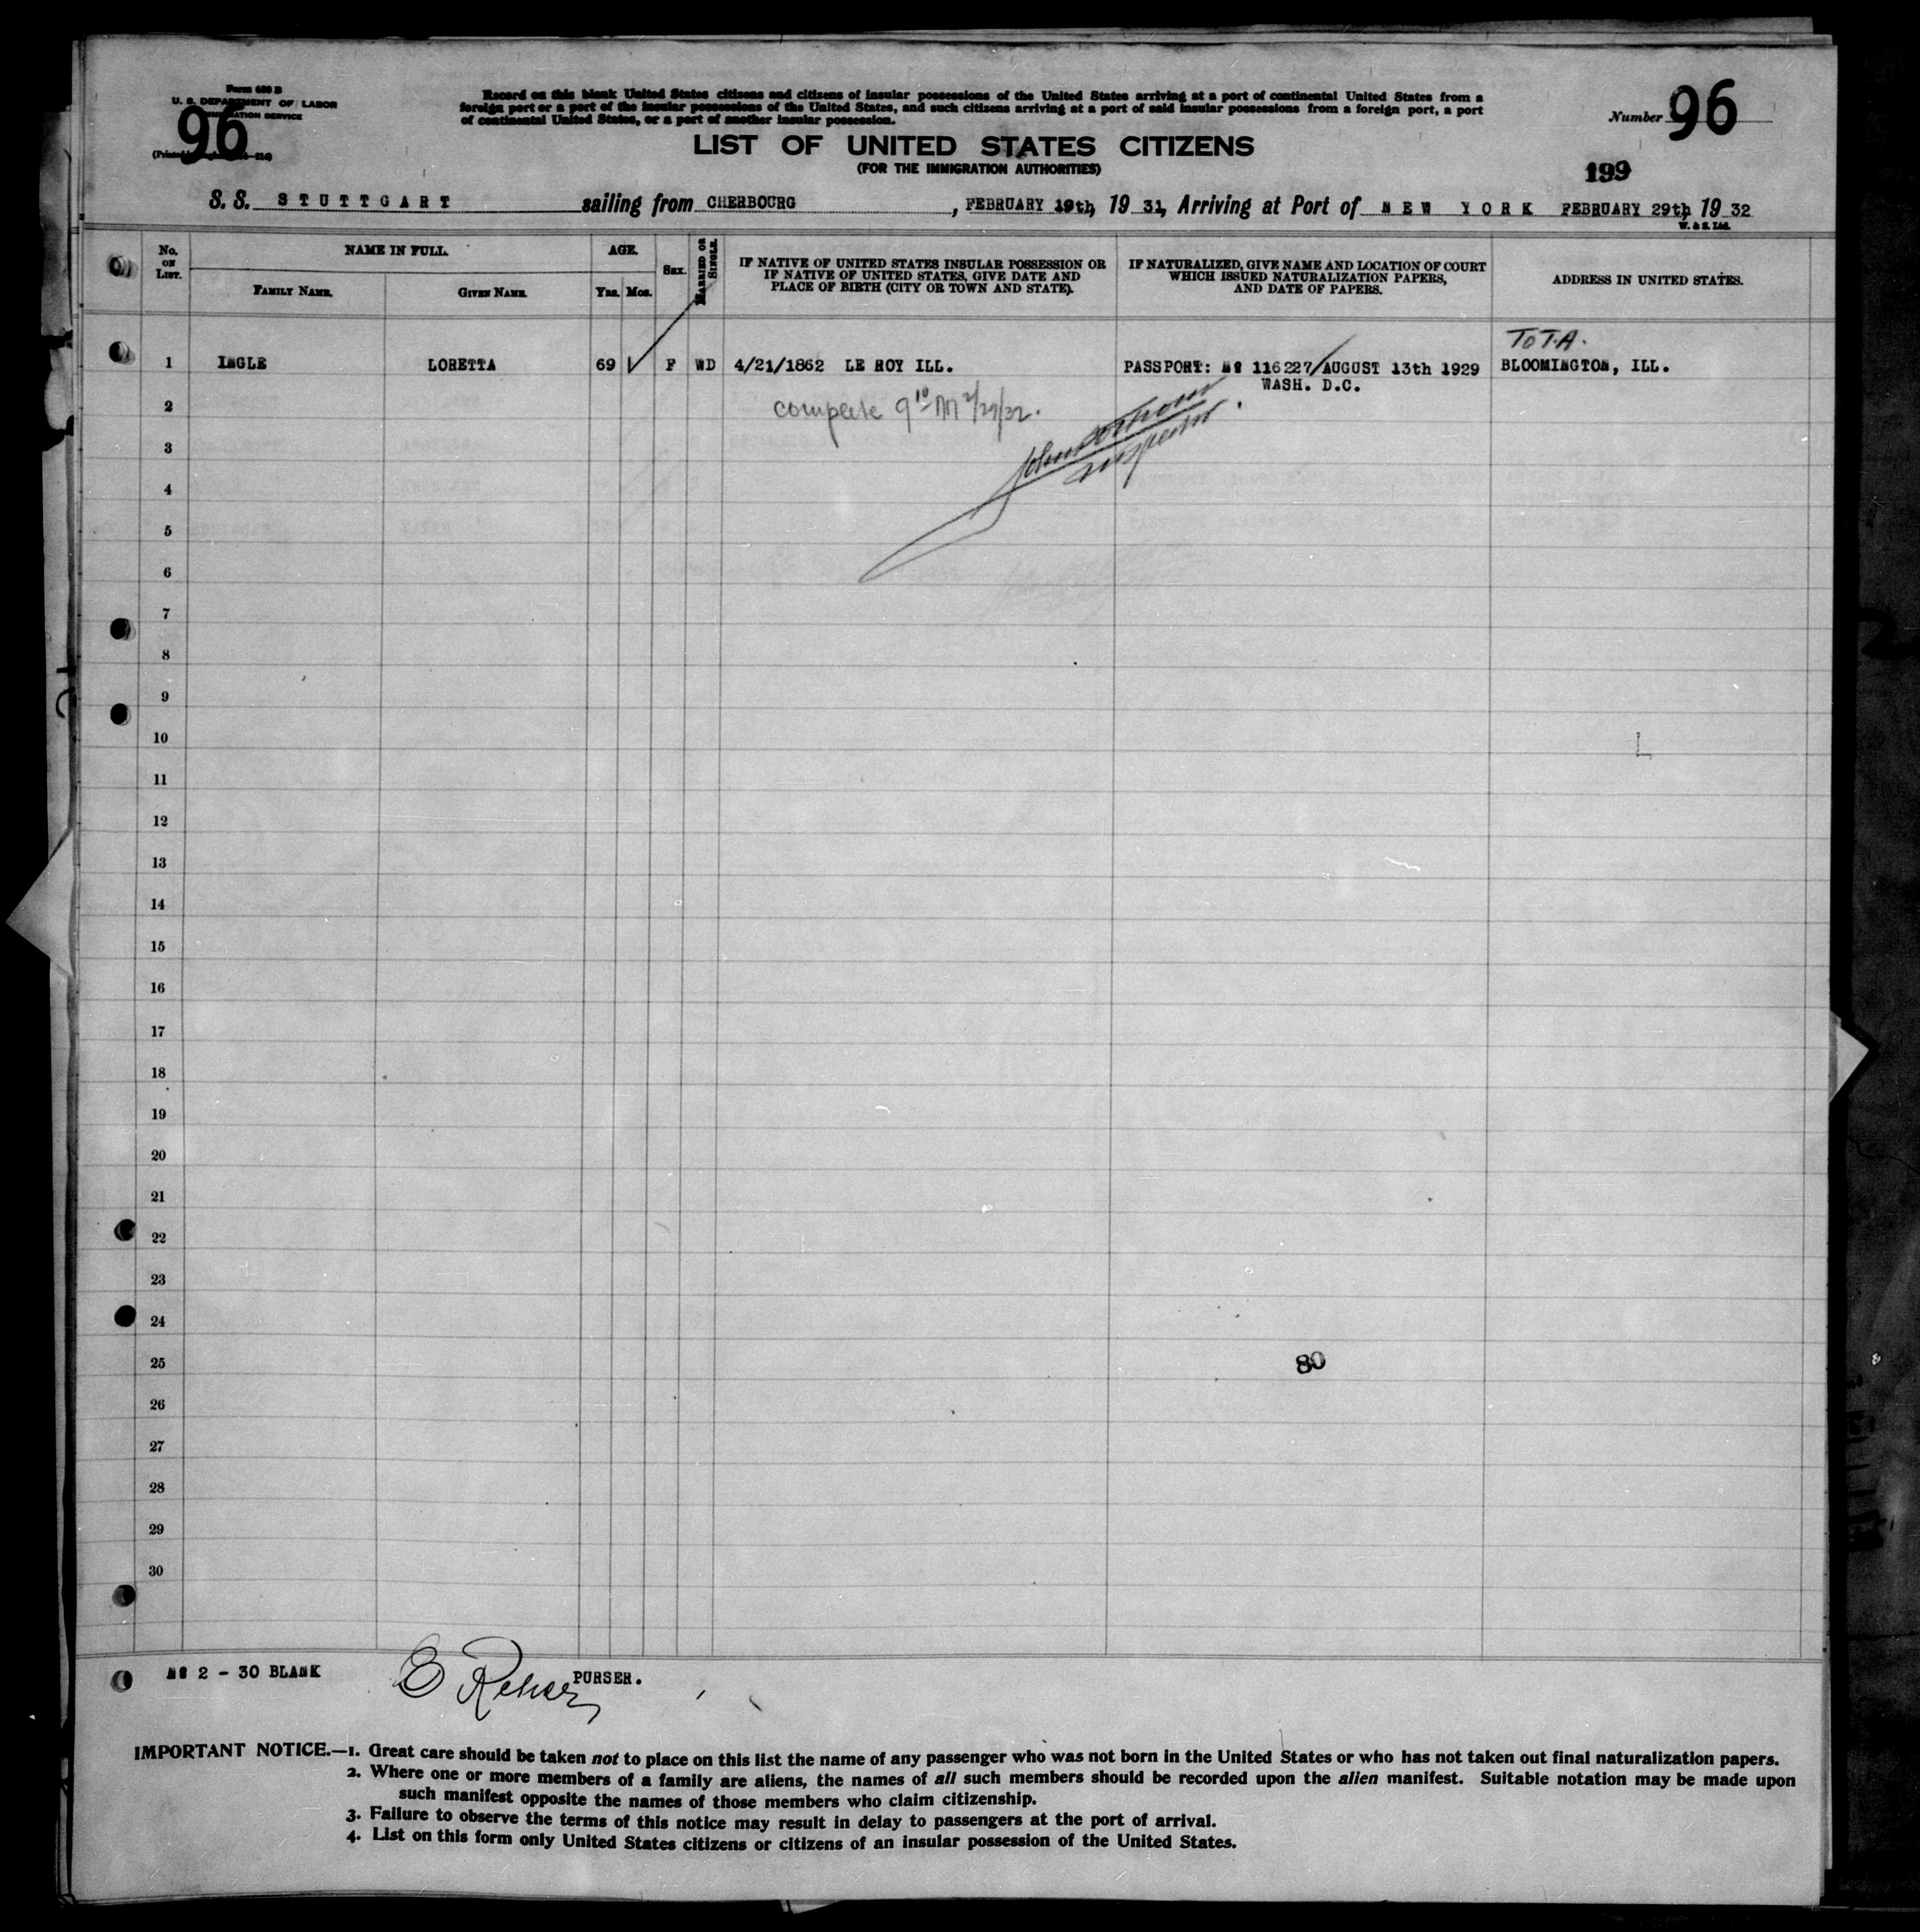 Form 630 B
U. S. DEPARTMENT OF LABOR
IMMIGRATION SERVICE
96
Record on this blank United States citizens and citizens of insular possessions of the United States arriving at a port of continental United States from a
foreign port or a port of the insular possessions of the United States, and such citizens arriving at a port of said insular possessions from a foreign port, a port
of continental United States, or a port of another insular possession.
Number 96
LIST OF UNITED STATES CITIZENS
(FOR THE IMMIGRATION AUTHORITIES)
199
S. S. STUTTGART sailing from CHERBOURG, FEBRUARY 19th, 19 31, Arriving at Port of NEW YORK FEBRUARY 29th, 19 32
W. & S. Ltd.
No. ON LIST.
NAME IN FULL.
FAMILY NAME.
GIVEN NAME.
AGE.
Yrs. Mos.
SEX.
MARRIED OR SINGLE.
IF NATIVE OF UNITED STATES INSULAR POSSESSION OR
IF NATIVE OF UNITED STATES, GIVE DATE AND
PLACE OF BIRTH (CITY OR TOWN AND STATE).
IF NATURALIZED, GIVE NAME AND LOCATION OF COURT
WHICH ISSUED NATURALIZATION PAPERS,
AND DATE OF PAPERS.
ADDRESS IN UNITED STATES.
TOTA.
1 INGLE LORETTA 69 F WD 4/21/1862 LE ROY ILL. PASSPORT: No 116227/AUGUST 13th 1929 BLOOMINGTON, ILL.
WASH. D.C.
2 complete 9 10 M 2/29/32.
John
Inspector.
3
4
5
6
7
8
9
10
11
12
13
14
15
16
17
18
19
20
21
22
23
24
25
80
26
27
28
29
30
No 2 - 30 BLANK
PURSER.
IMPORTANT NOTICE.—1. Great care should be taken not to place on this list the name of any passenger who was not born in the United States or who has not taken out final naturalization papers.
2. Where one or more members of a family are aliens, the names of all such members should be recorded upon the alien manifest. Suitable notation may be made upon
such manifest opposite the names of those members who claim citizenship.
3. Failure to observe the terms of this notice may result in delay to passengers at the port of arrival.
4. List on this form only United States citizens or citizens of an insular possession of the United States.